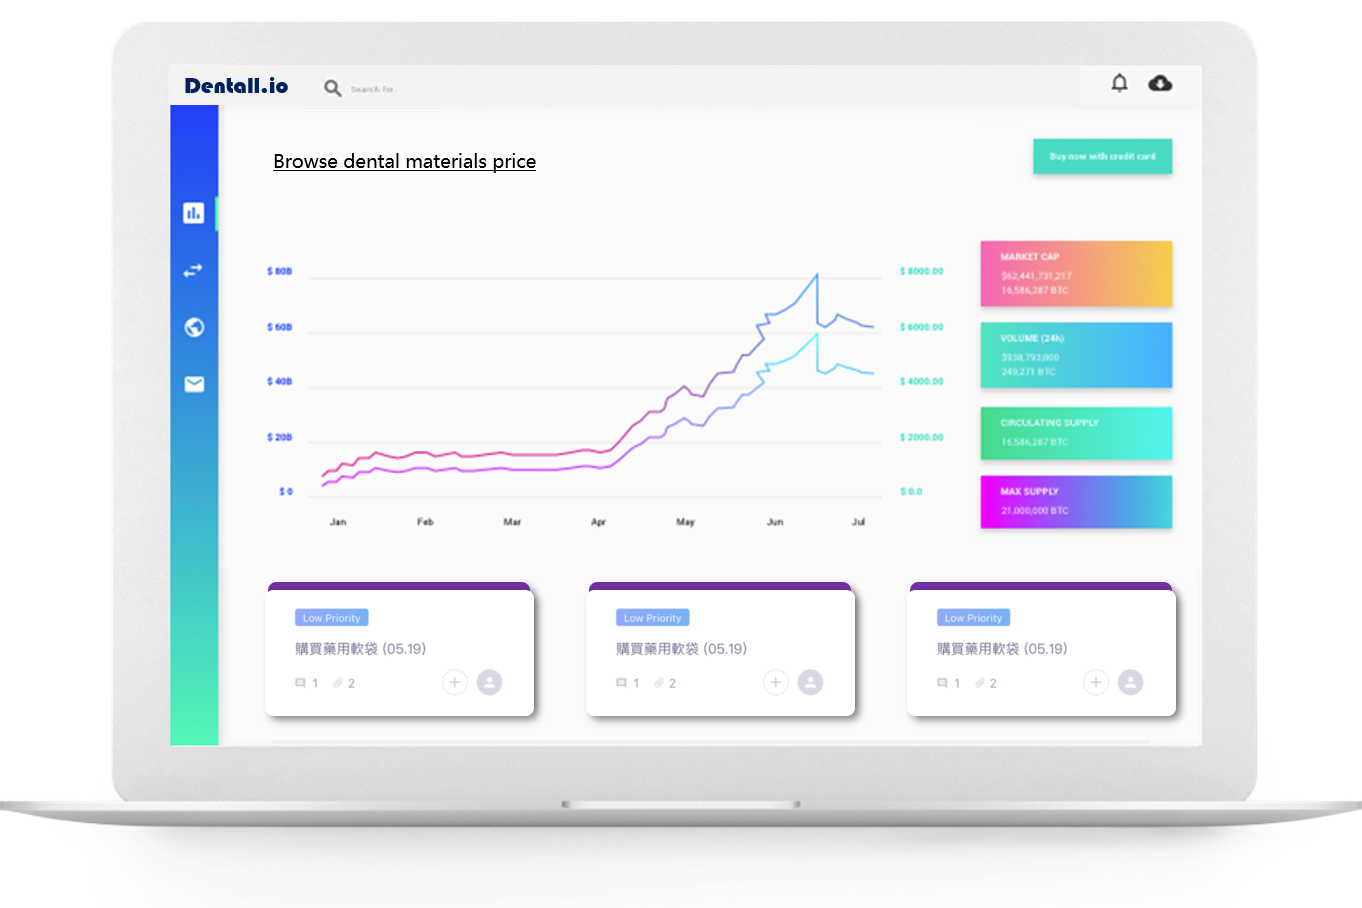 Dentall.io
Search for..
Browse dental materials price
Buy now with credit card
$ 80B
$ 60B
$ 40B
$ 20B
$ 0
$ 8000.00
$ 6000.00
$ 4000.00
$ 2000.00
$ 0.0
Jan Feb Mar Apr May Jun Jul
MARKET CAP
$62,441,731,217
16,586,287 BTC
VOLUME (24h)
$938,793,000
249,271 BTC
CIRCULATING SUPPLY
16,586,287 BTC
MAX SUPPLY
21,000,000 BTC
Low Priority
購買藥用軟袋 (05.19)
1 2
Low Priority
購買藥用軟袋 (05.19)
1 2
Low Priority
購買藥用軟袋 (05.19)
1 2